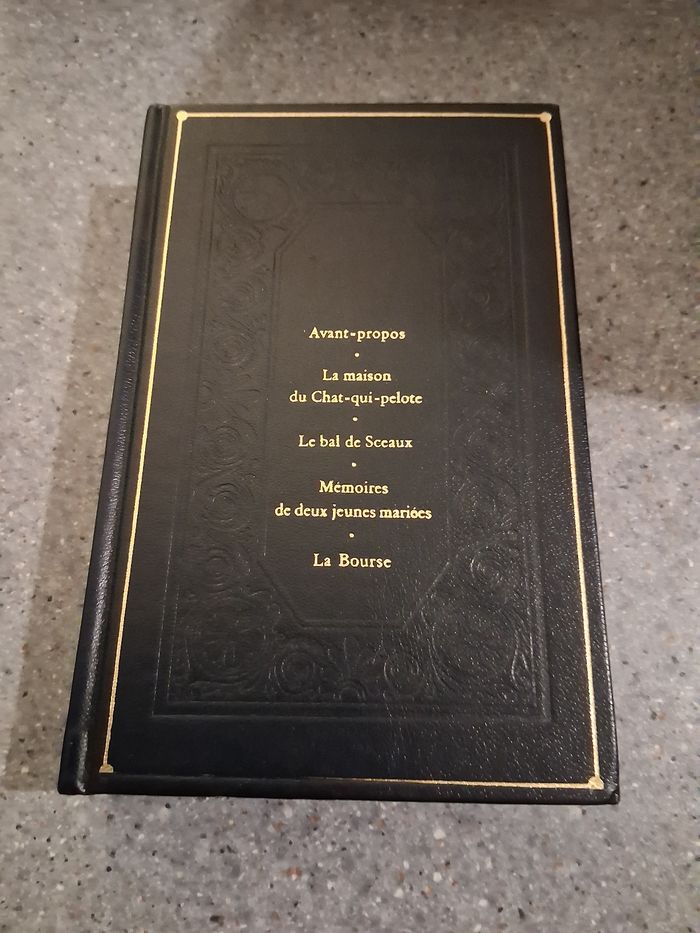 Avant-propos
La maison
du Chat-qui-pelote
Le bal de Sceaux
Mémoires
de deux jeunes mariées
La Bourse